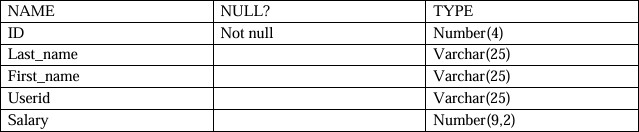 NAME NULL? TYPE
ID Not null Number(4)
Last_name Varchar(25)
First_name Varchar(25)
Userid Varchar(25)
Salary Number(9,2)